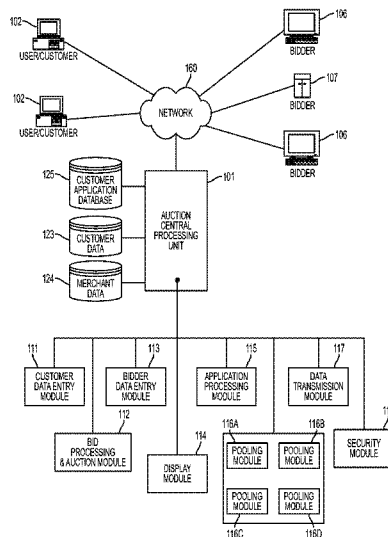 102
USER/CUSTOMER
102
USER/CUSTOMER
160
NETWORK
106
BIDDER
107
BIDDER
106
BIDDER
125
CUSTOMER
APPLICATION
DATABASE
123
CUSTOMER
DATA
124
MERCHANT
DATA
101
AUCTION
CENTRAL
PROCESSING
UNIT
111
CUSTOMER
DATA ENTRY
MODULE
113
BIDDER
DATA ENTRY
MODULE
115
APPLICATION
PROCESSING
MODULE
117
DATA
TRANSMISSION
MODULE
112
BID
PROCESSING
& AUCTION MODULE
114
DISPLAY
MODULE
116A
POOLING
MODULE
116B
POOLING
MODULE
POOLING
MODULE
116C
POOLING
MODULE
116D
SECURITY
MODULE